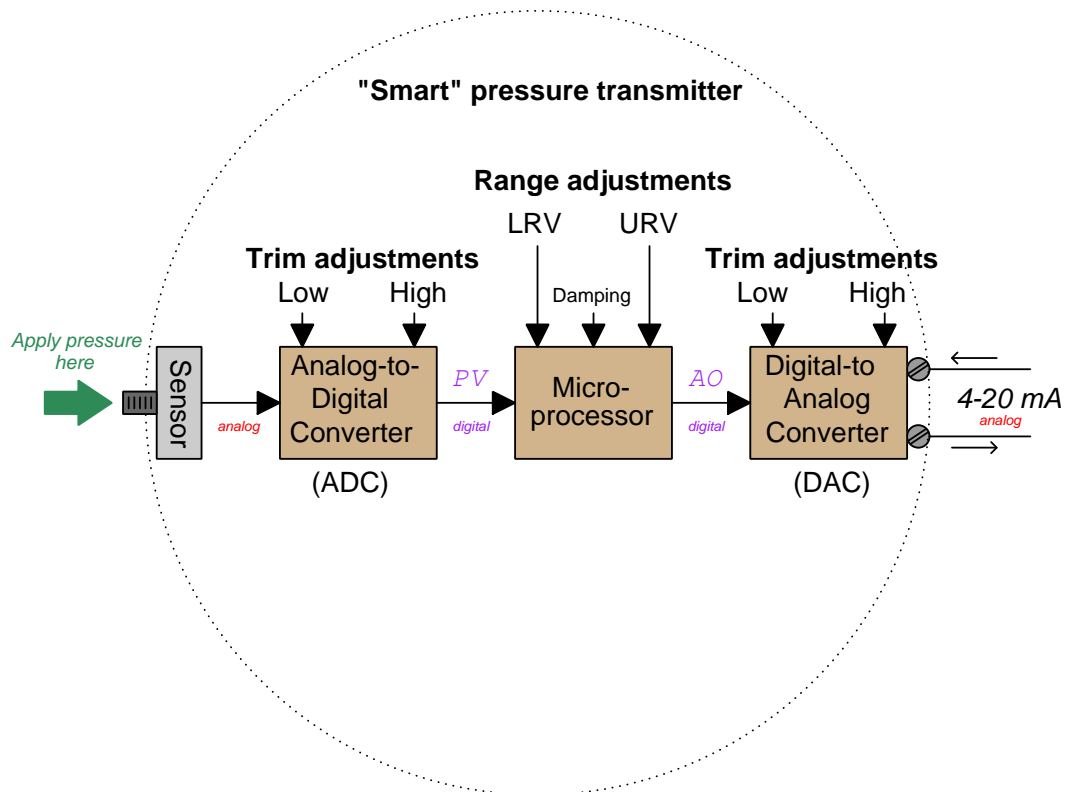 "Smart" pressure transmitter
Range adjustments
LRV
URV
Trim adjustments
Low
High
Damping
Trim adjustments
Low
High
Apply pressure
here
Sensor
analog
Analog-to-
Digital
Converter
(ADC)
PV
digital
Micro-
processor
AO
digital
Digital-to
Analog
Converter
(DAC)
4-20 mA
analog